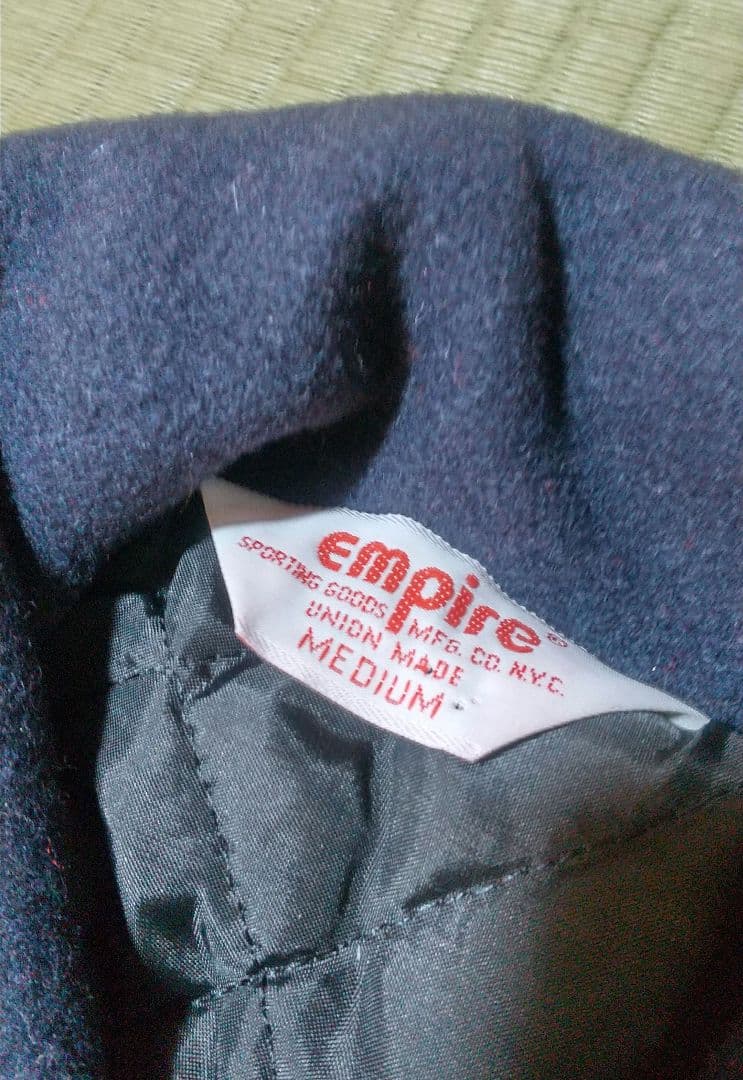 empire®
SPORTING GOODS MFG. CO. N.Y.C.
UNION MADE
MEDIUM